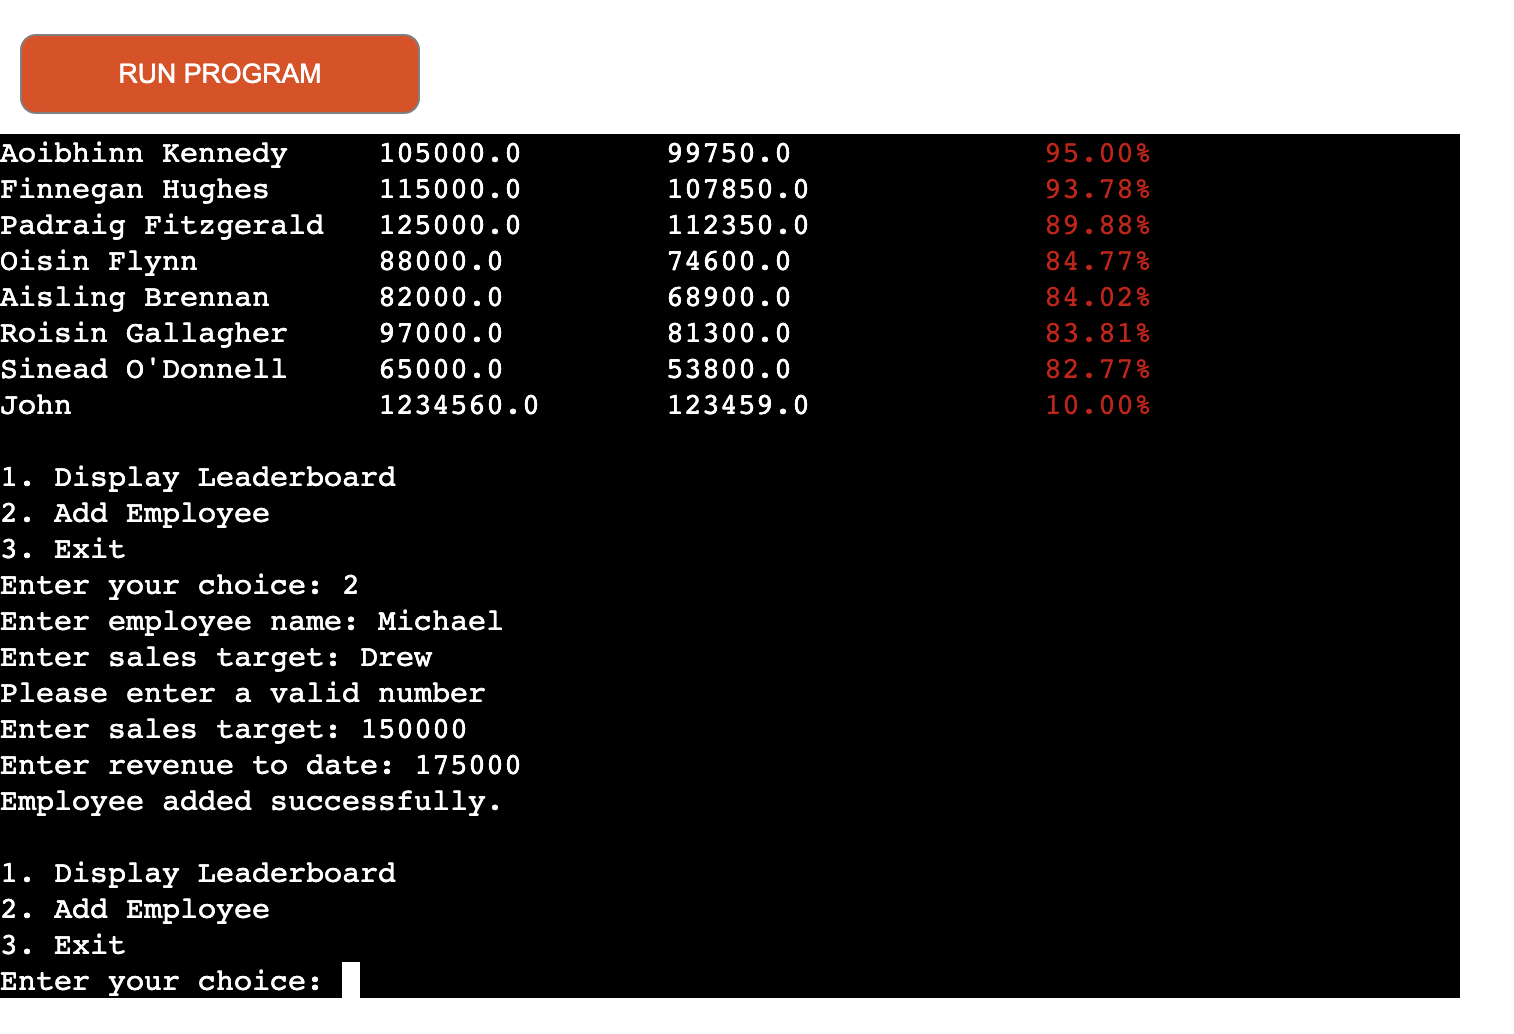 RUN PROGRAM
Aoibhinn Kennedy 105000.0 99750.0 95.00%
Finnegan Hughes 115000.0 107850.0 93.78%
Padraig Fitzgerald 125000.0 112350.0 89.88%
Oisin Flynn 88000.0 74600.0 84.77%
Aisling Brennan 82000.0 68900.0 84.02%
Roisin Gallagher 97000.0 81300.0 83.81%
Sinead O'Donnell 65000.0 53800.0 82.77%
John 1234560.0 123459.0 10.00%
1. Display Leaderboard
2. Add Employee
3. Exit
Enter your choice: 2
Enter employee name: Michael
Enter sales target: Drew
Please enter a valid number
Enter sales target: 150000
Enter revenue to date: 175000
Employee added successfully.
1. Display Leaderboard
2. Add Employee
3. Exit
Enter your choice: